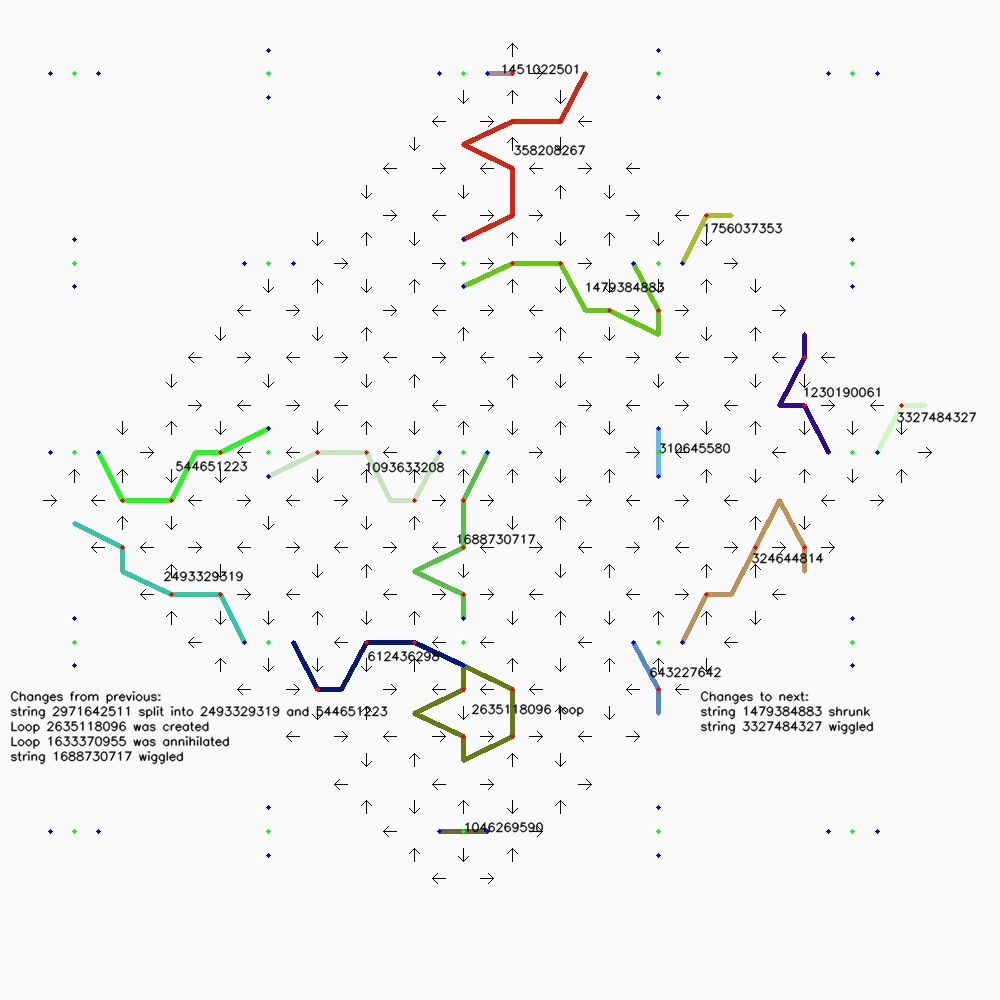 1451022501
358208267
1756037353
1479384883
1230190061
3327484327
310645580
544651223
1093633208
1688730717
324644814
2493329319
612436298
643227642
2635118096 loop
Changes from previous:
string 2971642511 split into 2493329319 and 544651223
Loop 2635118096 was created
Loop 1633370955 was annihilated
string 1688730717 wiggled
Changes to next:
string 1479384883 shrunk
string 3327484327 wiggled
1046269590